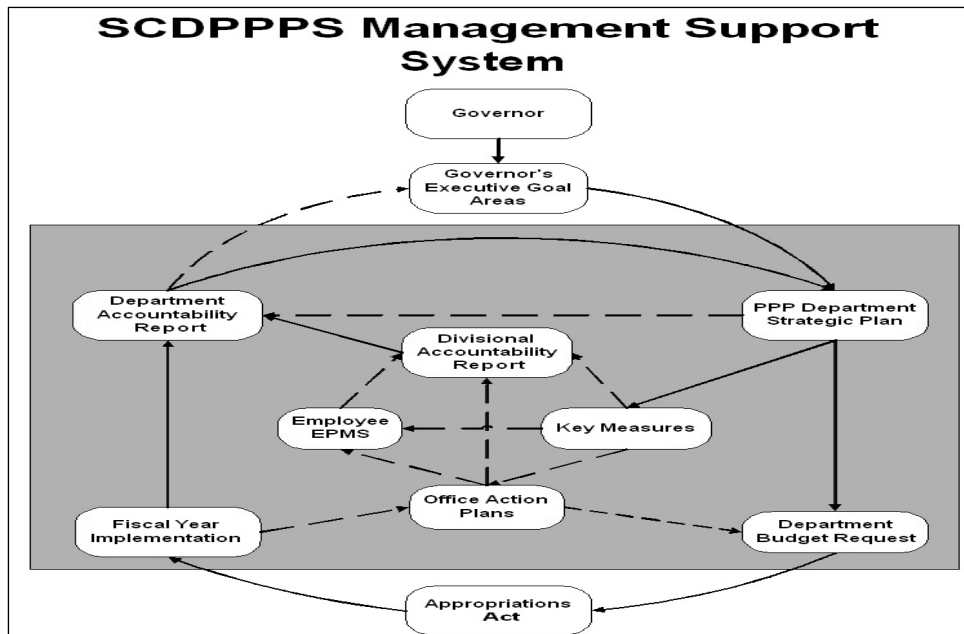 SCDPPPS Management Support
System
Governor
Governor's
Executive Goal
Areas
Department
Accountability
Report
PPP Department
Strategic Plan
Divisional
Accountability
Report
Employee
EPMS
Key Measures
Office Action
Plans
Fiscal Year
Implementation
Department
Budget Request
Appropriations
Act